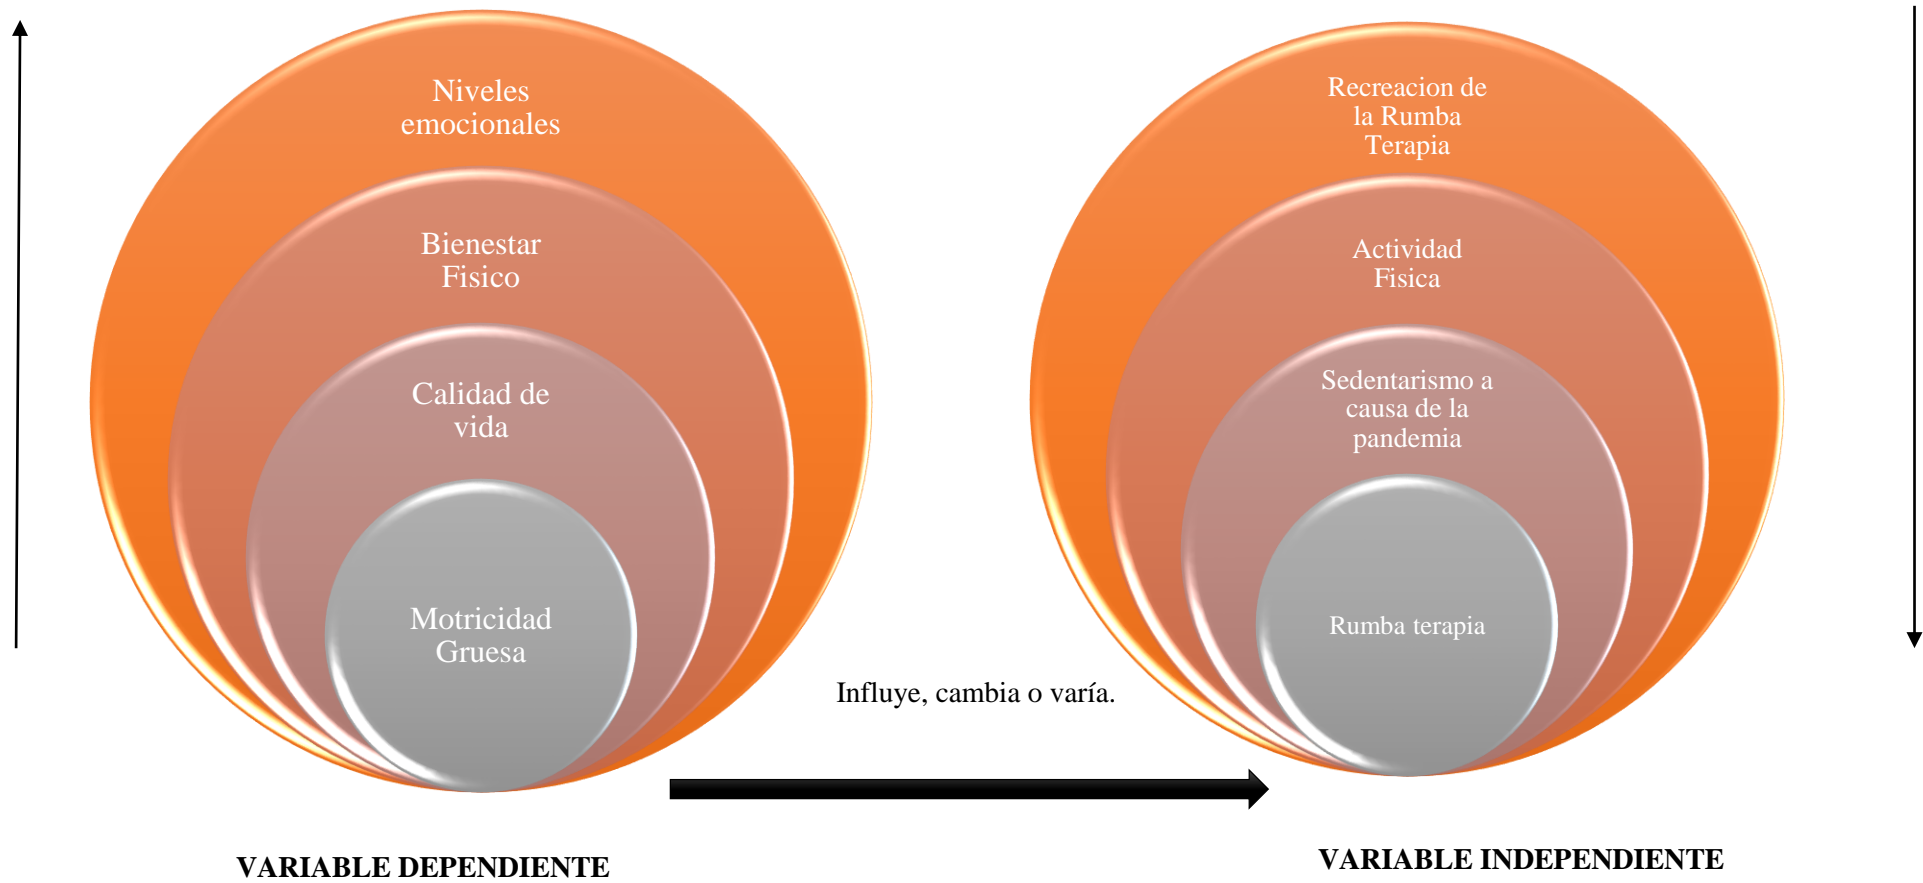 Niveles
emocionales
Bienestar
Fisico
Calidad de
vida
Motricidad
Gruesa
Recreacion de
la Rumba
Terapia
Actividad
Fisica
Sedentarismo a
causa de la
pandemia
Rumba terapia
Influye, cambia o varía.
VARIABLE DEPENDIENTE
VARIABLE INDEPENDIENTE